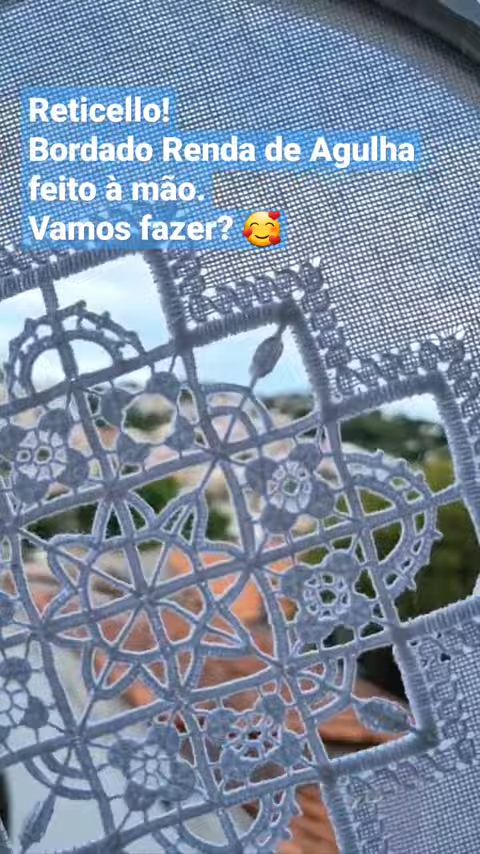 Reticello!
Bordado Renda de Agulha
feito à mão.
Vamos fazer? 🥰